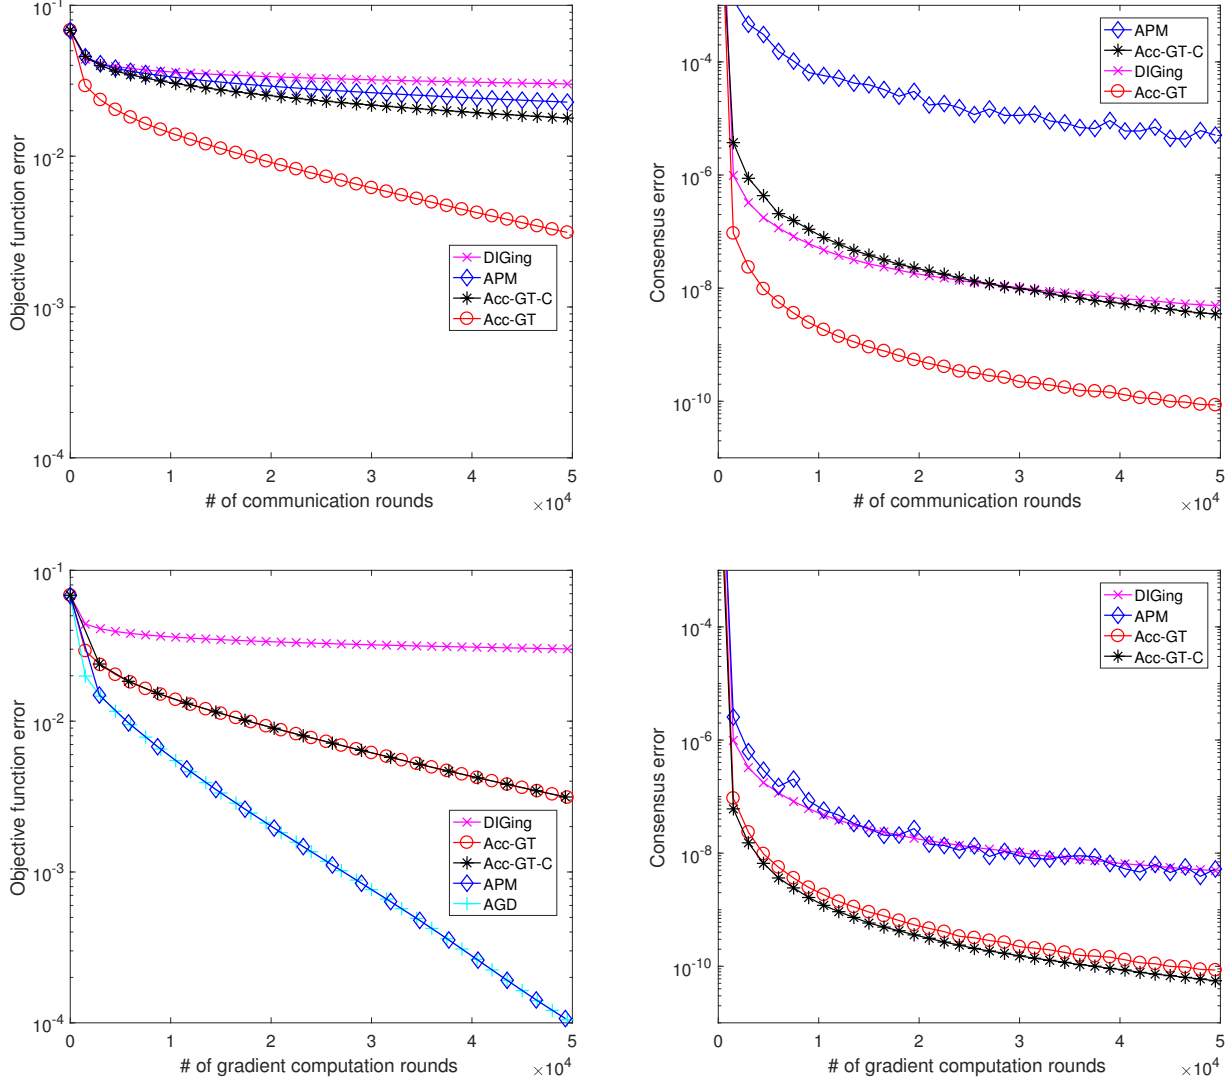 10^-1
10^-2
10^-3
10^-4
Objective function error
DIGing
APM
Acc-GT-C
Acc-GT
0 1 2 3 4 5
# of communication rounds
×10^4
10^-4
10^-6
10^-8
10^-10
Consensus error
APM
Acc-GT-C
DIGing
Acc-GT
0 1 2 3 4 5
# of communication rounds
×10^4
10^-1
10^-2
10^-3
10^-4
Objective function error
DIGing
Acc-GT
Acc-GT-C
APM
AGD
0 1 2 3 4 5
# of gradient computation rounds
×10^4
10^-4
10^-6
10^-8
10^-10
Consensus error
DIGing
APM
Acc-GT
Acc-GT-C
0 1 2 3 4 5
# of gradient computation rounds
×10^4